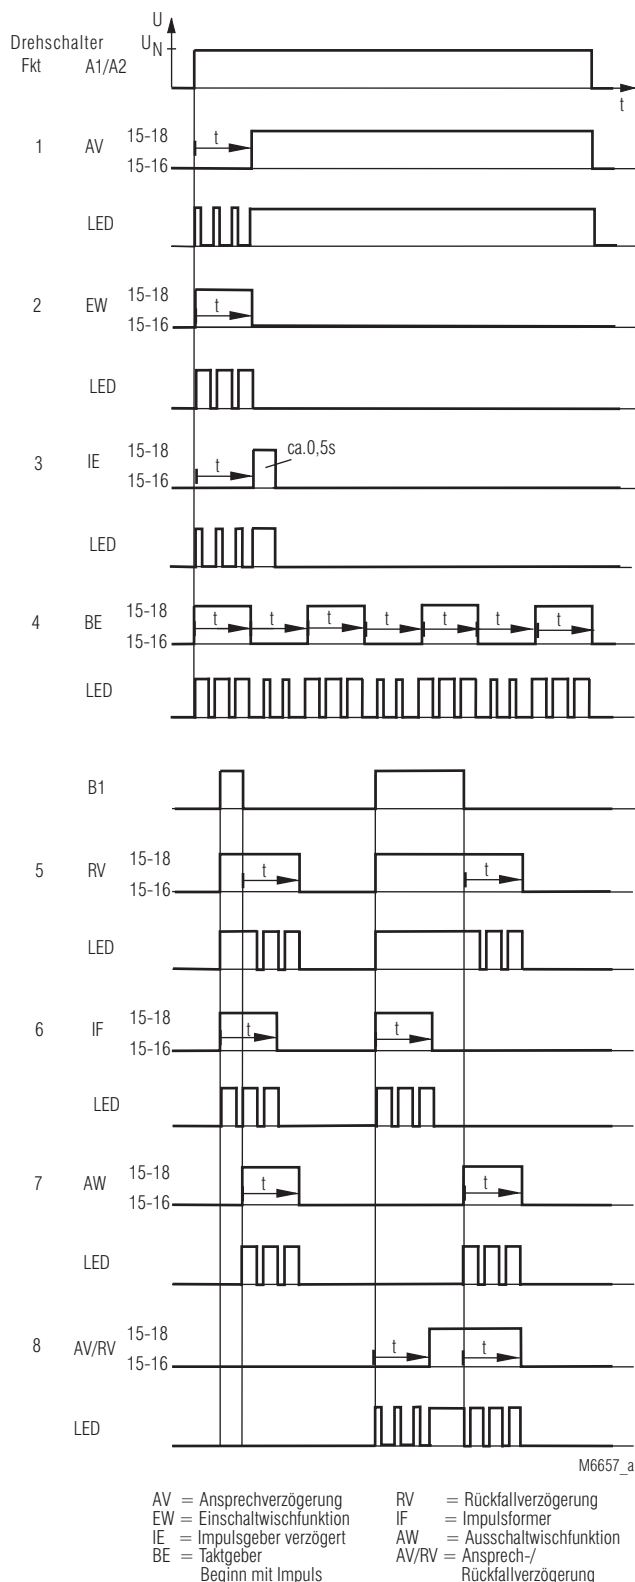 U
Drehschalter
U_N
Fkt A1/A2
t
1 AV 15-18 t
15-16
LED
2 EW 15-18 t
15-16
LED
3 IE 15-18 t ca.0,5s
15-16
LED
4 BE 15-18 t t t t t t t
15-16
LED
B1
5 RV 15-18 t t
15-16
LED
6 IF 15-18 t t
15-16
LED
7 AW 15-18 t t
15-16
LED
8 AV/RV 15-18 t t
15-16
LED
M6657_a
AV = Ansprechverzögerung
EW = Einschaltwischfunktion
IE = Impulsgeber verzögert
BE = Taktgeber
Beginn mit Impuls
RV = Rückfallverzögerung
IF = Impulsformer
AW = Ausschaltwischfunktion
AV/RV = Ansprech-/
Rückfallverzögerung